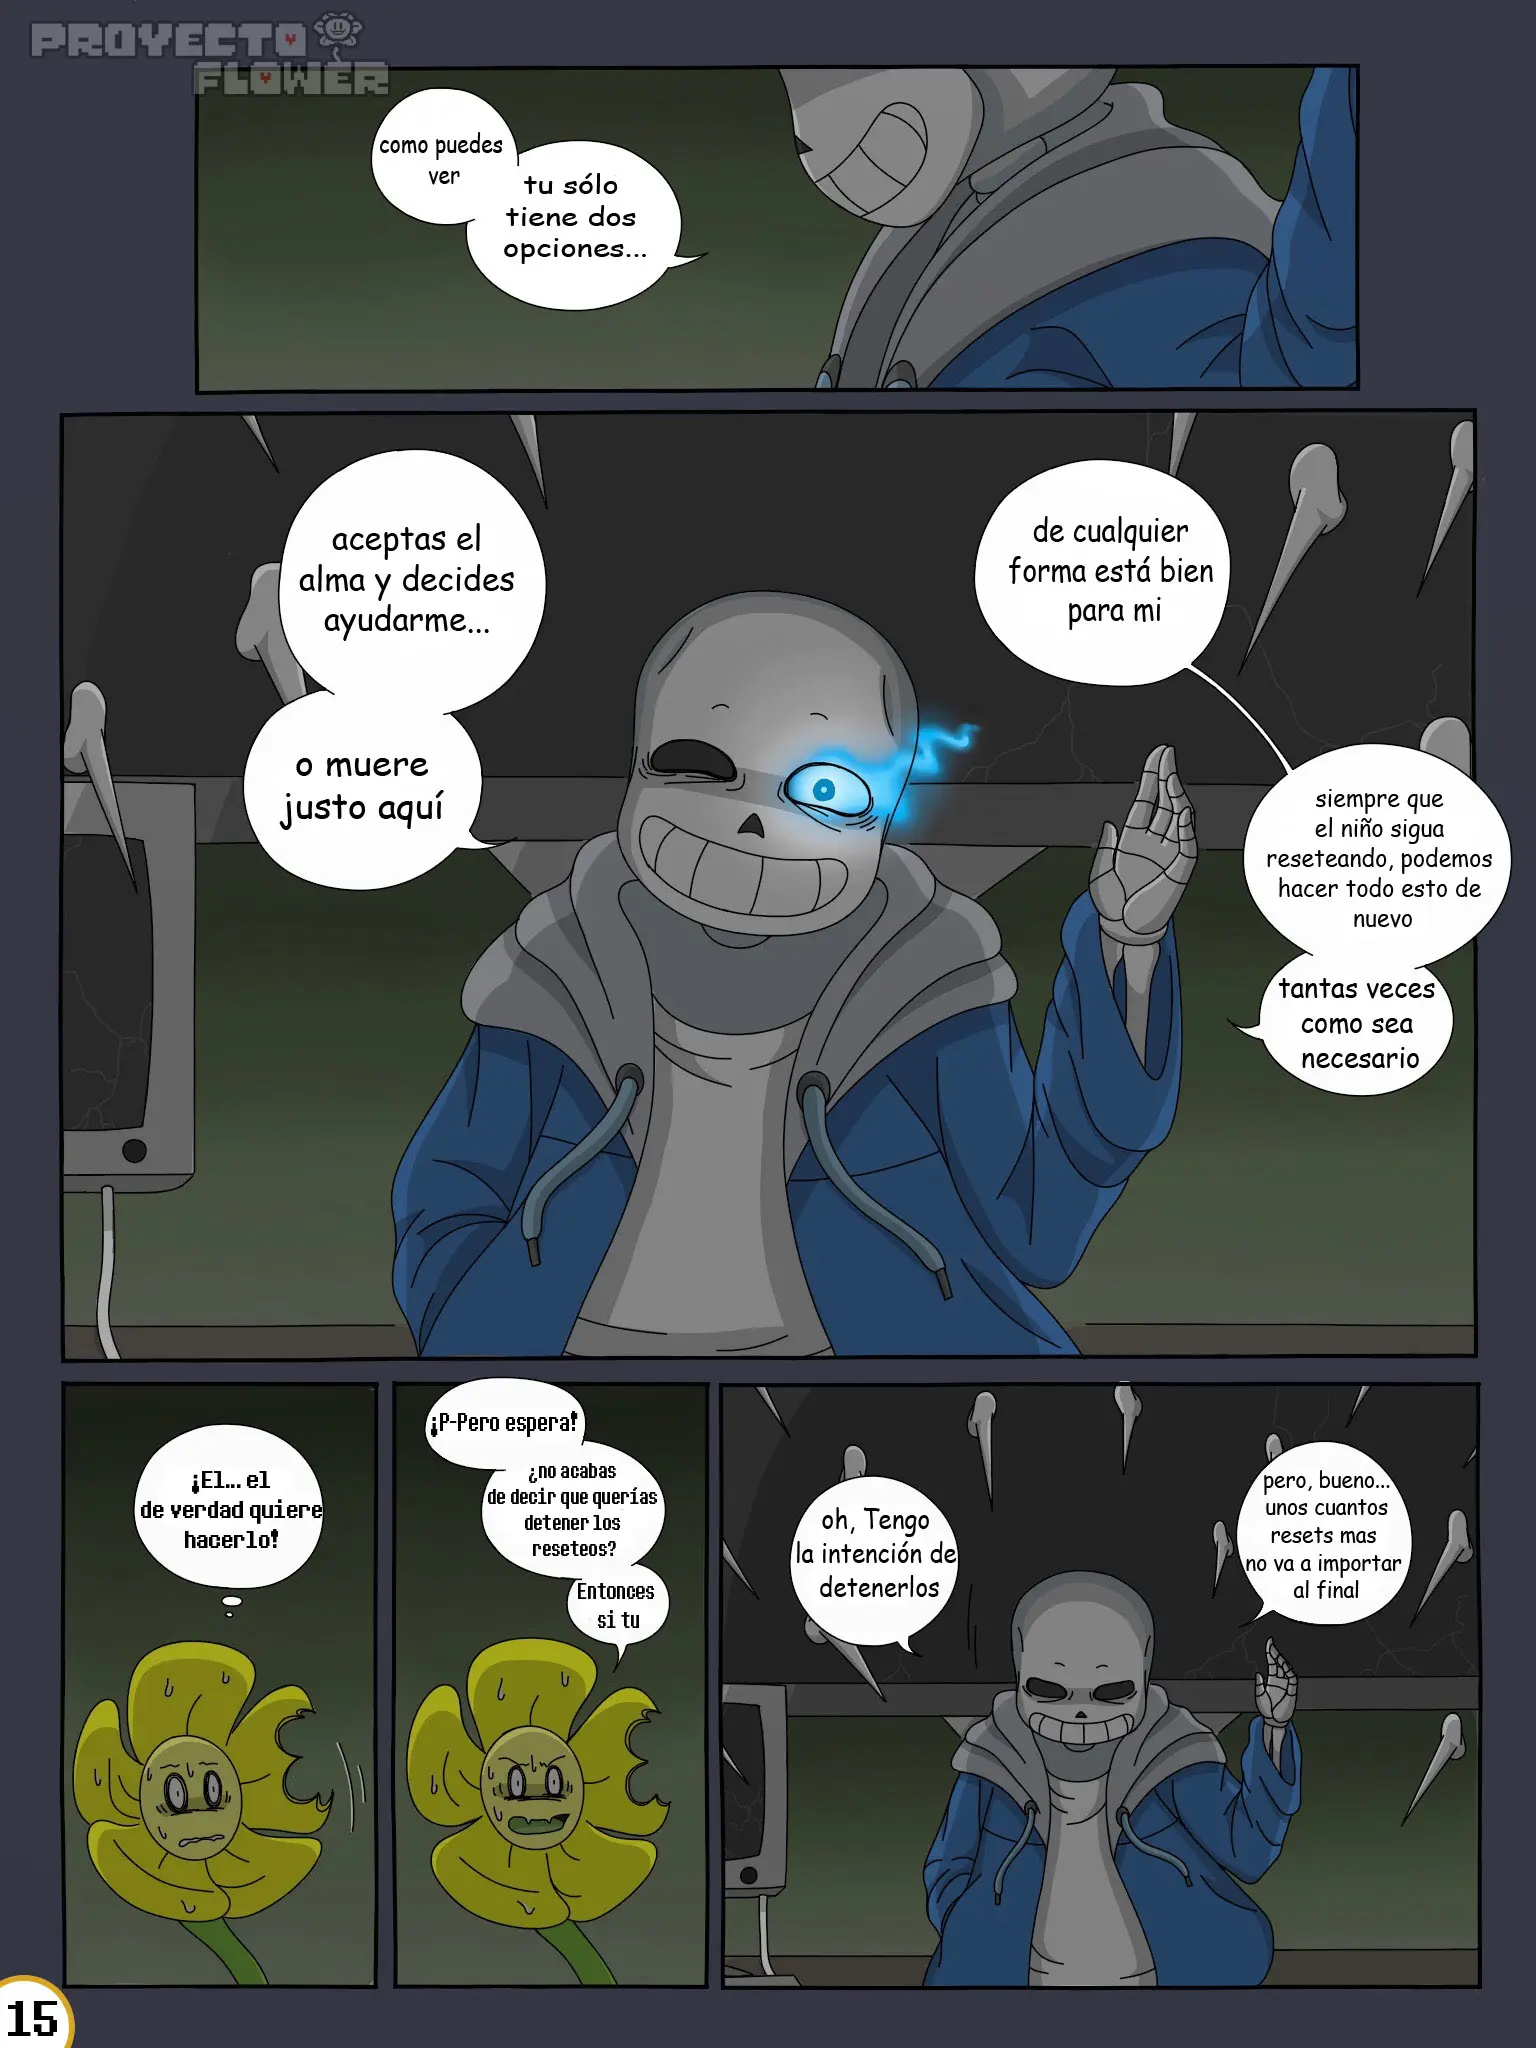 PROYECTO
FLOWER
como puedes
ver
tu sólo
tiene dos
opciones...
aceptas el
alma y decides
ayudarme...
o muere
justo aquí
de cualquier
forma está bien
para mi
siempre que
el niño sigua
reseteando, podemos
hacer todo esto de
nuevo
tantas veces
como sea
necesario
¡El... el
de verdad quiere
hacerlo!
¡P-Pero espera!
¿no acabas
de decir que querías
detener los
reseteos?
Entonces
si tu
oh, Tengo
la intención de
detenerlos
pero, bueno...
unos cuantos
resets mas
no va a importar
al final
15